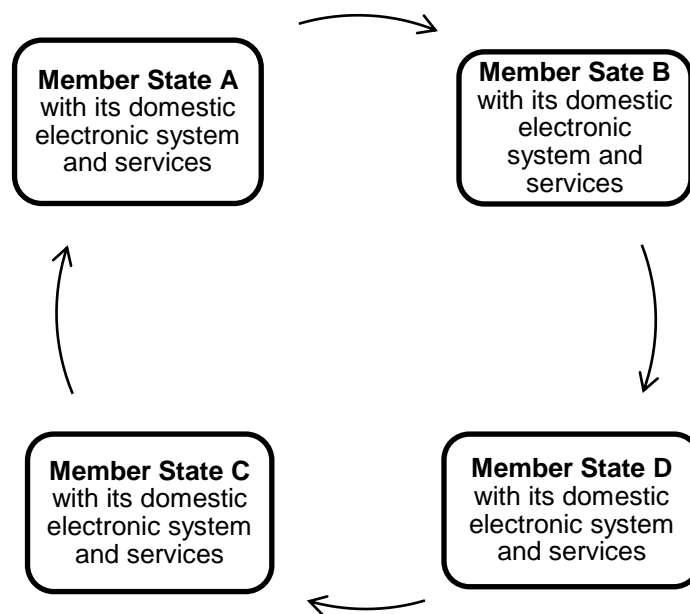 Member State A
with its domestic
electronic system
and services
Member Sate B
with its domestic
electronic
system and
services
Member State C
with its domestic
electronic system
and services
Member State D
with its domestic
electronic system
and services